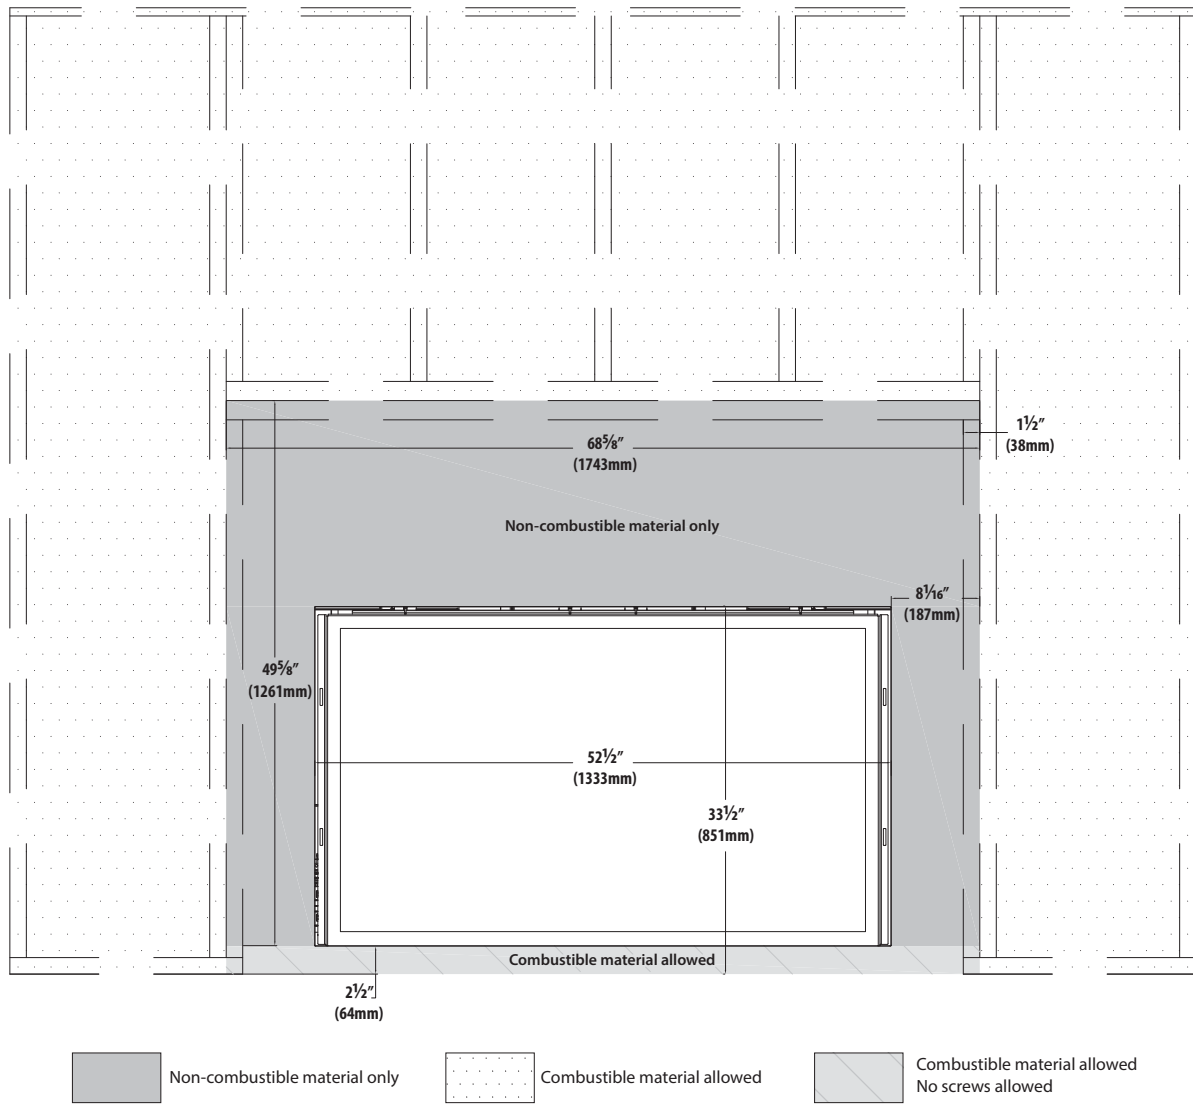 1½″
(38mm)
68⅝″
(1743mm)
Non-combustible material only
8¹⁄₁₆″
(187mm)
49⅝″
(1261mm)
52½″
(1333mm)
33½″
(851mm)
Combustible material allowed
2½″
(64mm)
Non-combustible material only
Combustible material allowed
Combustible material allowed
No screws allowed